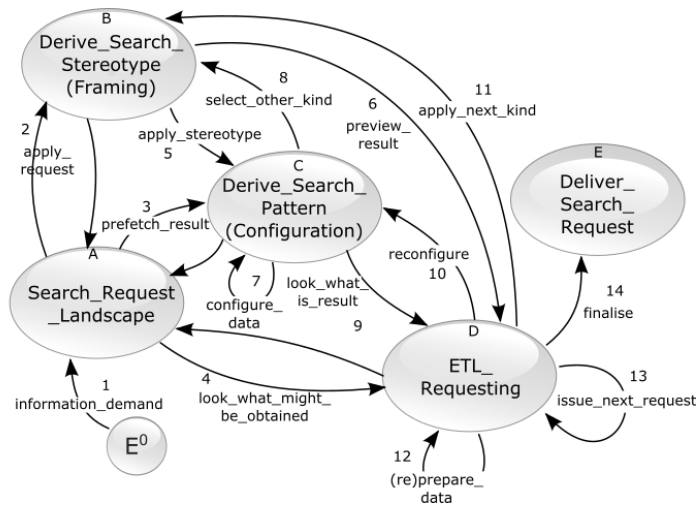 B
Derive_Search_
Stereotype
(Framing)
11
apply_next_kind
8
select_other_kind
6
preview_
result
2
apply_
request
apply_stereotype
5
C
Derive_Search_
Pattern
(Configuration)
E
Deliver_
Search_
Request
3
prefetch_result
A
Search_Request
_Landscape
7
configure_
data
look_what_
is_result
9
reconfigure
10
14
finalise
D
ETL_
Requesting
1
information_demand
E⁰
4
look_what_might_
be_obtained
13
issue_next_request
12
(re)prepare_
data